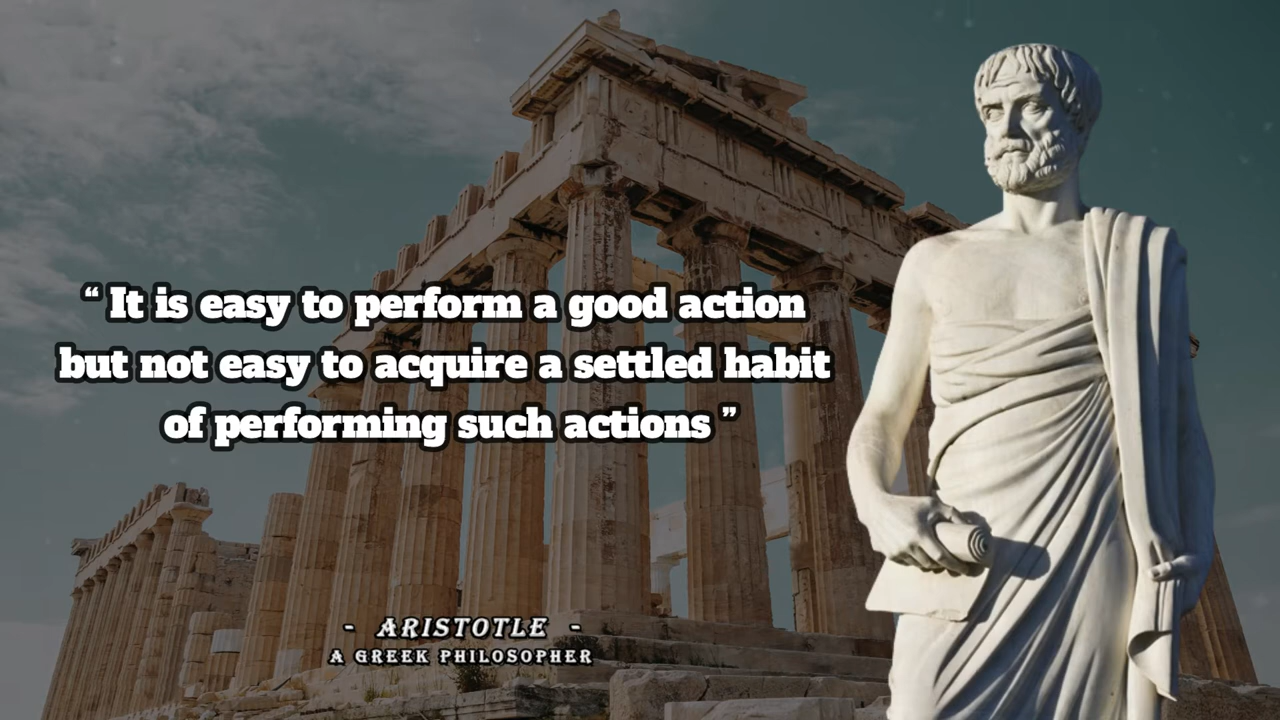 “ It is easy to perform a good action
but not easy to acquire a settled habit
of performing such actions ”
- ARISTOTLE -
A GREEK PHILOSOPHER